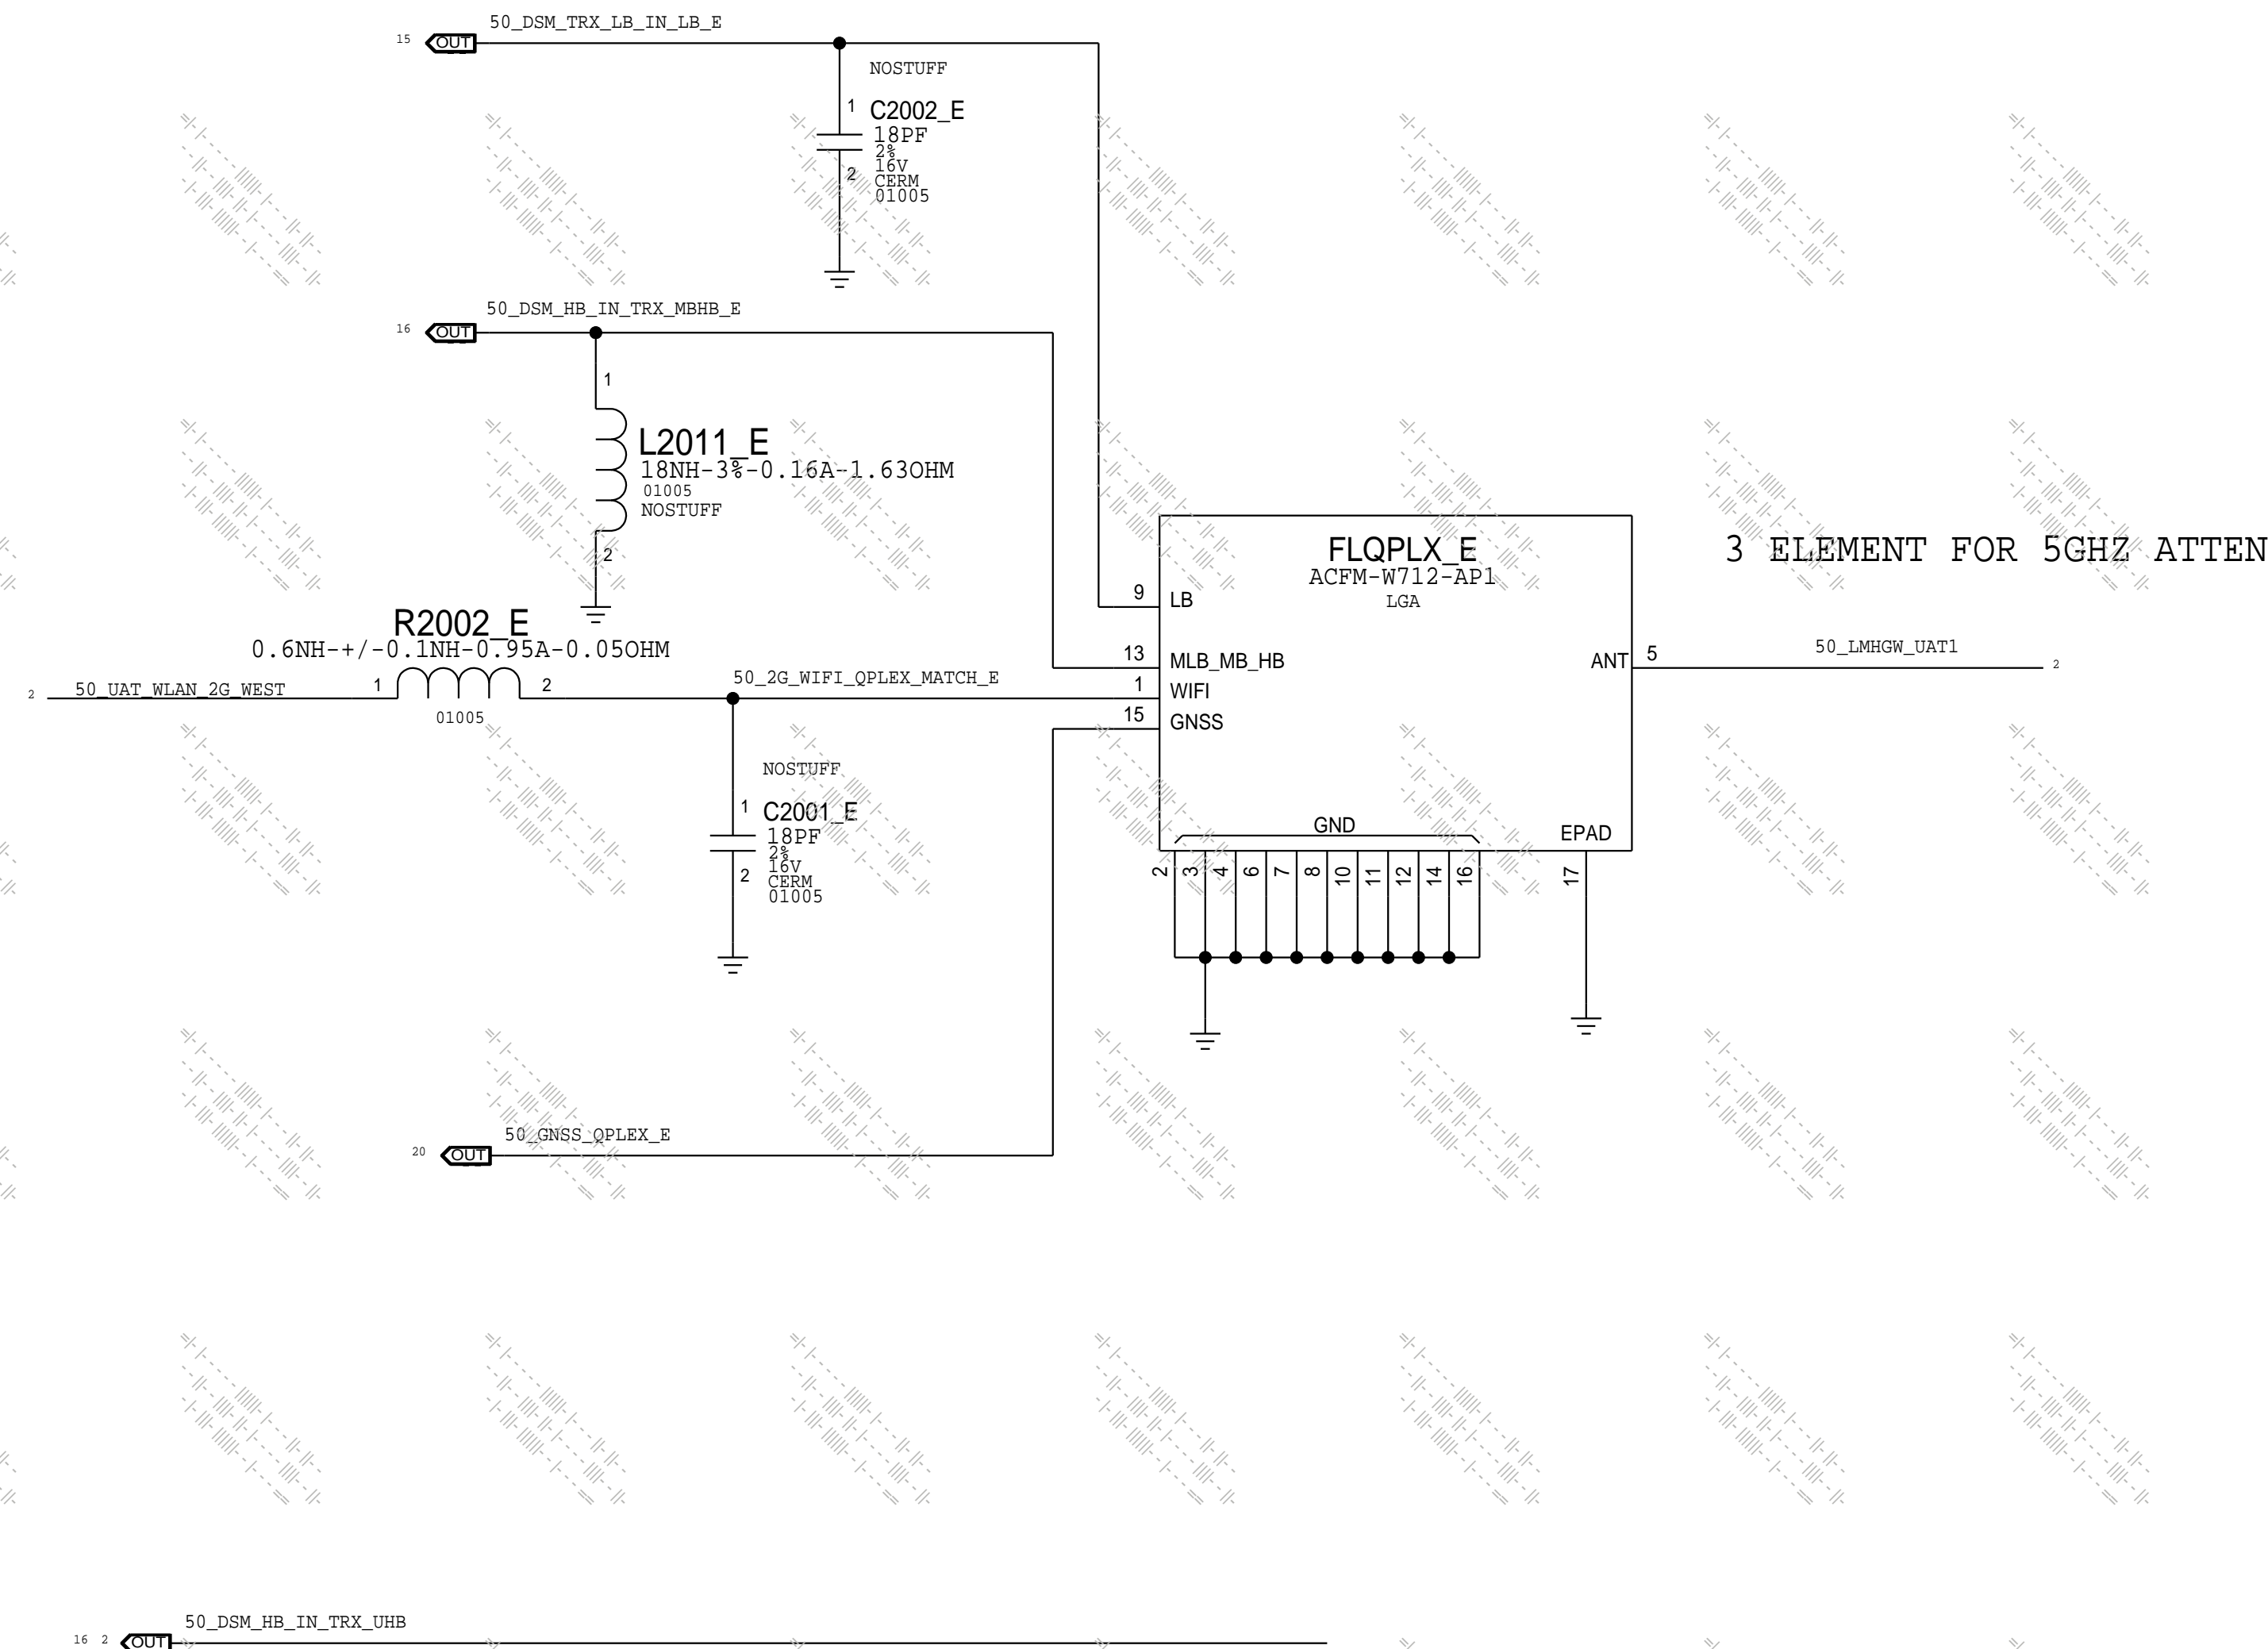 50_DSM_TRX_LB_IN_LB_E
15 OUT
NOSTUFF
1 C2002_E
18PF
2%
16V
2 CERM
01005
50_DSM_HB_IN_TRX_MBHB_E
16 OUT
1
L2011_E
18NH-3%-0.16A-1.63OHM
01005
NOSTUFF
2
FLQPLX_E
ACFM-W712-AP1
LGA
3 ELEMENT FOR 5GHZ ATTEN
9 LB
R2002_E
0.6NH-+/-0.1NH-0.95A-0.05OHM
13 MLB_MB_HB
ANT 5 50_LMHGW_UAT1 2
2 50_UAT_WLAN_2G_WEST 1 2 50_2G_WIFI_QPLEX_MATCH_E 1 WIFI
01005
15 GNSS
NOSTUFF
1 C2001_E
18PF
2%
16V
2 CERM
01005
GND EPAD
2 3 4 6 7 8 10 11 12 14 16 17
50_GNSS_QPLEX_E
20 OUT
50_DSM_HB_IN_TRX_UHB
16 2 OUT